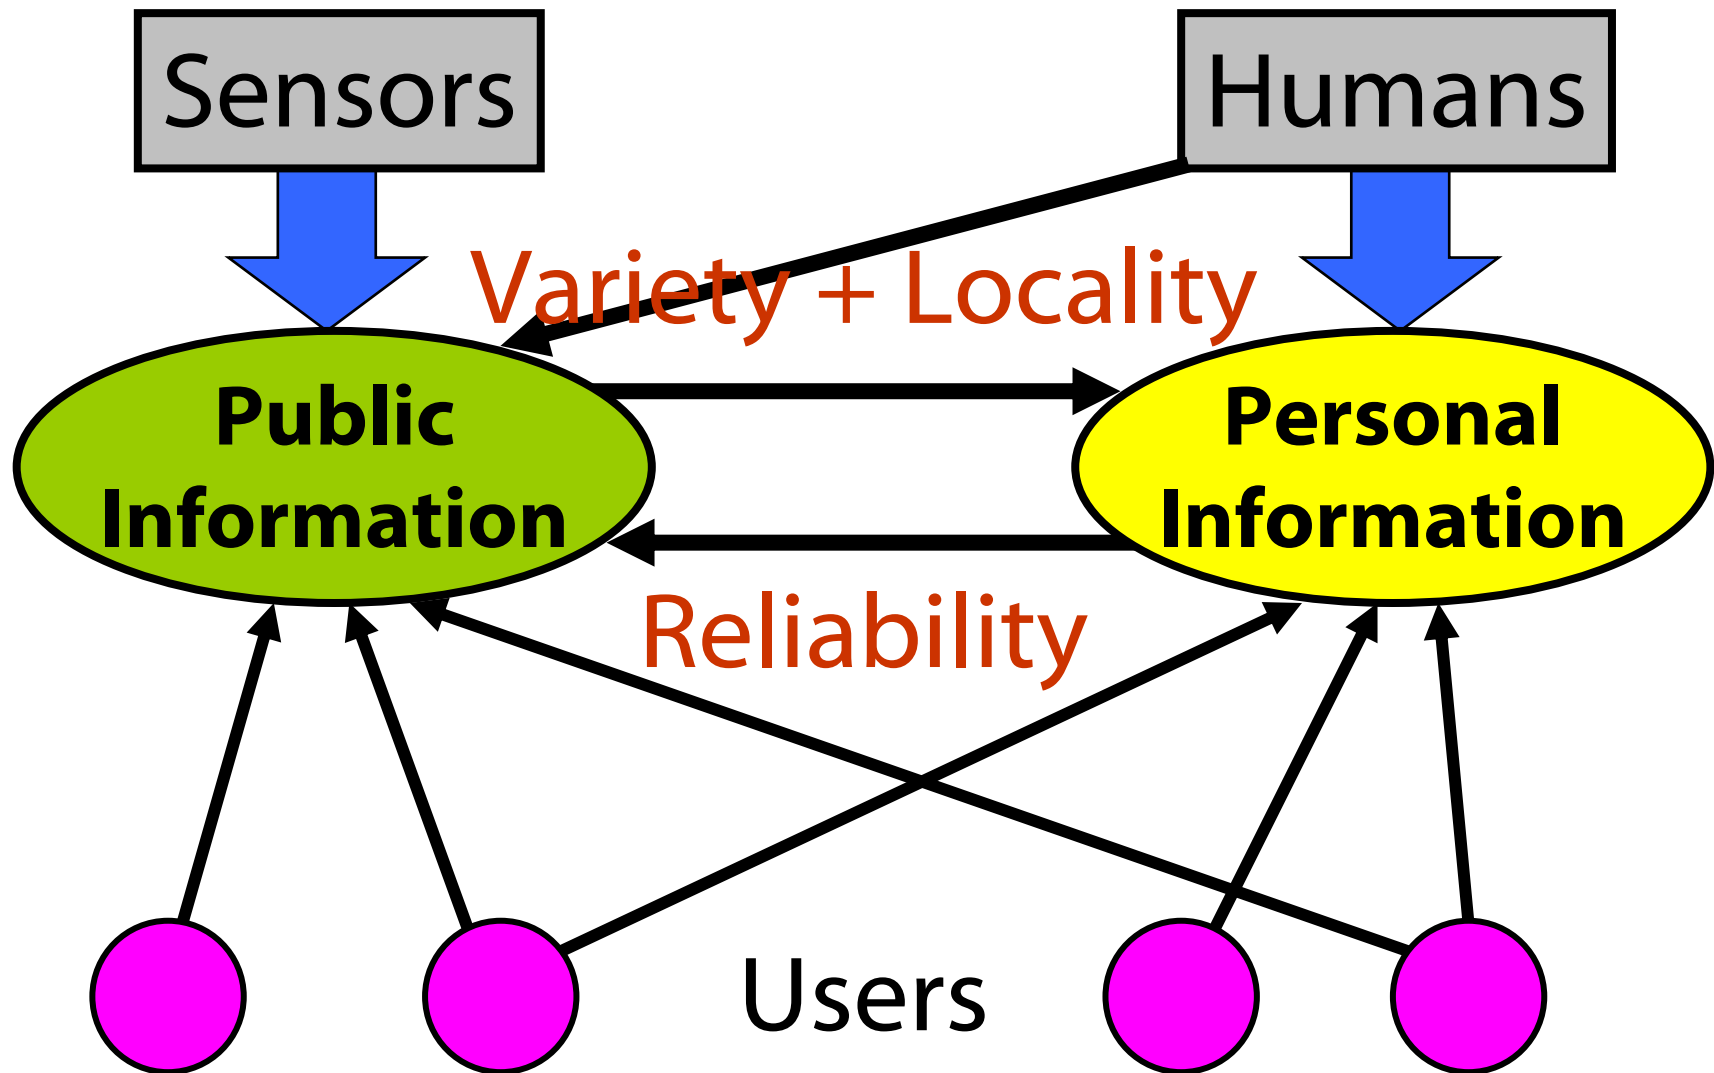 Sensors
Humans
Variety + Locality
Public
Information
Personal
Information
Reliability
Users